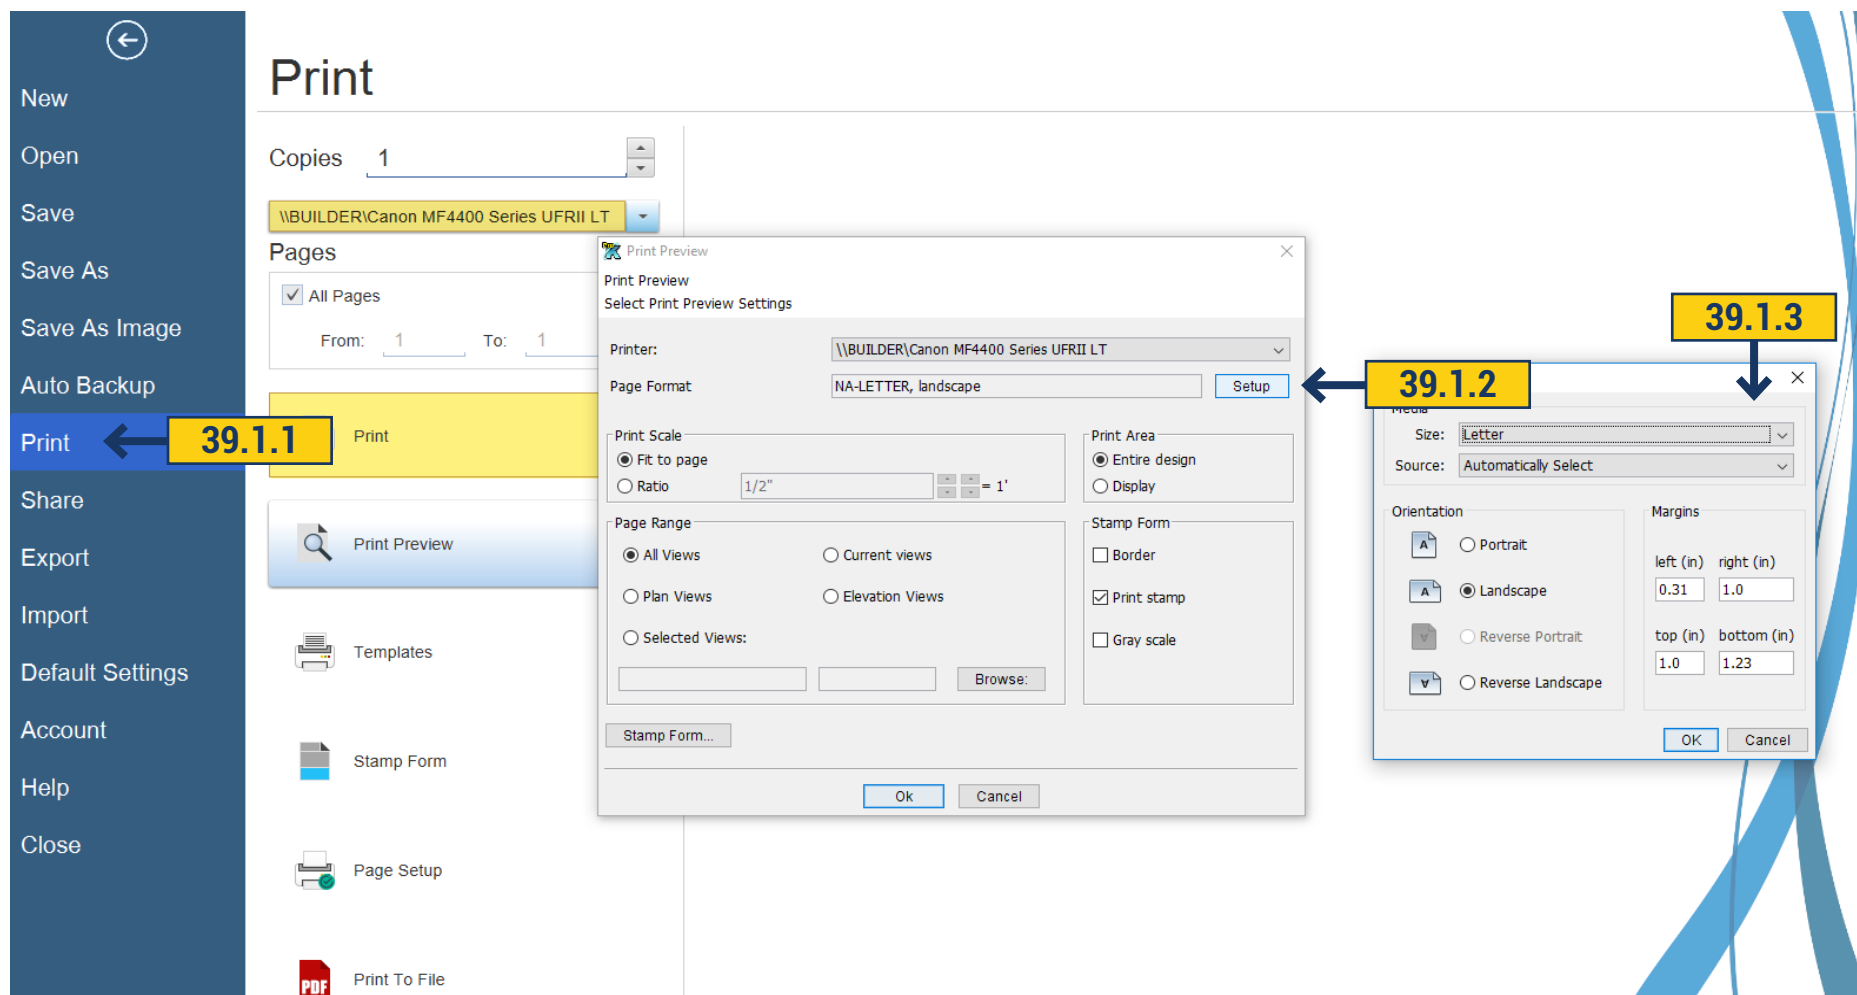 New
Open
Save
Save As
Save As Image
Auto Backup
Print
Share
Export
Import
Default Settings
Account
Help
Close
39.1.1
Print
Copies 1
\\BUILDER\Canon MF4400 Series UFRII LT
Pages
All Pages
From: 1 To: 1
Print
Print Preview
Templates
Stamp Form
Page Setup
PDF Print To File
Print Preview
Print Preview
Select Print Preview Settings
Printer: \\BUILDER\Canon MF4400 Series UFRII LT
Page Format NA-LETTER, landscape Setup
Print Scale
Fit to page
Ratio 1/2" = 1'
Print Area
Entire design
Display
Page Range
All Views Current views
Plan Views Elevation Views
Selected Views:
Browse:
Stamp Form
Border
Print stamp
Gray scale
Stamp Form...
Ok Cancel
39.1.2
39.1.3
Media
Size: Letter
Source: Automatically Select
Orientation
A Portrait
A Landscape
A Reverse Portrait
A Reverse Landscape
Margins
left (in) right (in)
0.31 1.0
top (in) bottom (in)
1.0 1.23
OK Cancel